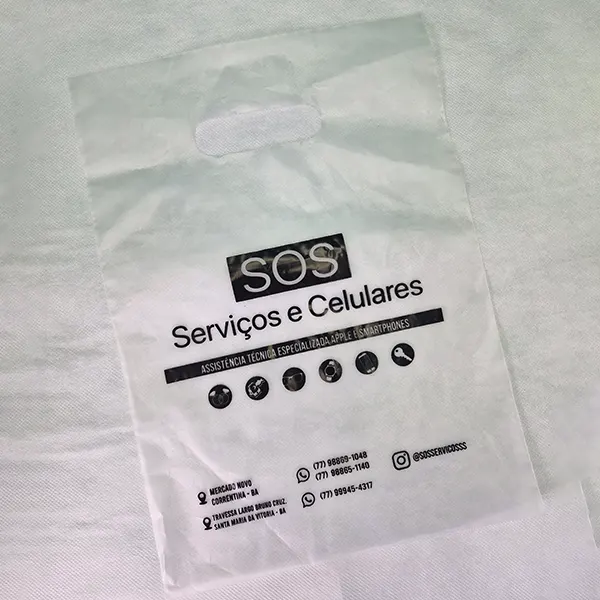 SOS
Serviços e Celulares
ASSISTÊNCIA TÉCNICA ESPECIALIZADA APPLE E SMARTPHONES
MERCADO NOVO
CORRENTINA - BA
TRAVESSA LARGO BRUNO CRUZ,
SANTA MARIA DA VITORIA - BA
(77) 98869-1048
(77) 98865-1140
(77) 99945-4317
@SOSSERVICOSSS